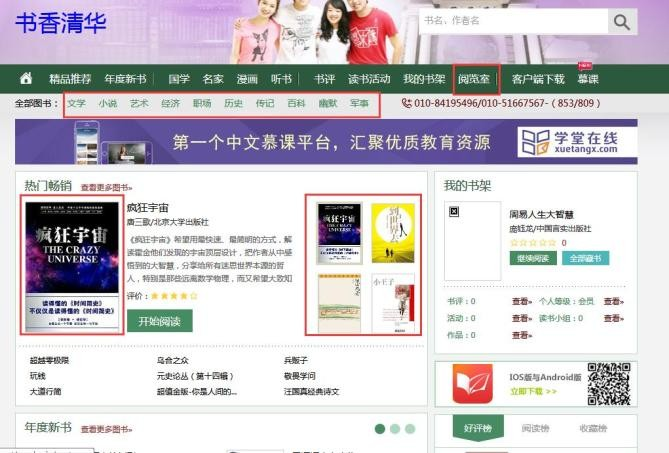 书香清华
书名、作者名
精品推荐 年度新书 国学 名家 漫画 听书 书评 读书活动 我的书架 阅览室 客户端下载 慕课
全部图书： 文学 小说 艺术 经济 职场 历史 传记 百科 幽默 军事 010-84195496/010-51667567-（853/809）
第一个中文慕课平台，汇聚优质教育资源 学堂在线
xuetangx.com
热门畅销 查看更多图书»
疯狂宇宙
THE CRAZY
UNIVERSE
读得懂的《时间简史》
不仅仅是读得懂的《时间简史》
疯狂宇宙
唐三歌/北京大学出版社
《疯狂宇宙》希望用最快速、最简明的方式，解
读霍金他们发现的宇宙顶层设计，把作者从中感
悟到的大智慧，分享给所有迷思世界本源的哲
人，特别是那些远离数学物理，而又希望大致知
评价：
开始阅读
疯狂宇宙
小王子
超越零极限 乌合之众 兵贩子
玩钱 元史论丛（第十四辑） 敬畏学问
大道行简 超值金版-你是人间的... 汪国真经典诗文
年度新书 查看更多图书»
我的书架
周易人生大智慧
庞钰龙/中国言实出版社
0
继续阅读 全部藏书
书评：0 查看» 个人等级：会员 查看»
活动：0 查看» 读书小组：0 查看»
作品：0 查看»
IOS版与Android版
立即下载 >>
好评榜 阅读榜 收藏榜